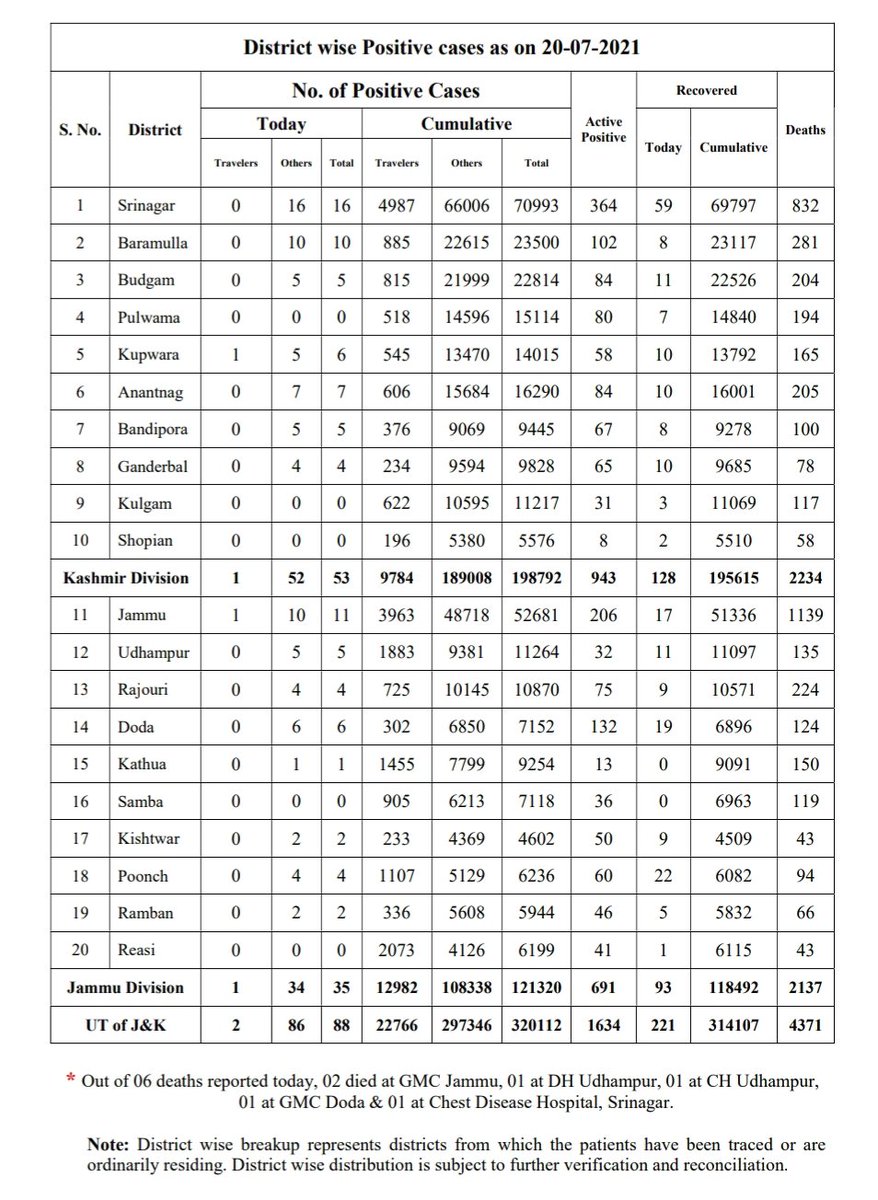 District wise Positive cases as on 20-07-2021
S. No. District No. of Positive Cases Active Positive Recovered Deaths
Today Cumulative Today Cumulative
Travelers Others Total Travelers Others Total
1 Srinagar 0 16 16 4987 66006 70993 364 59 69797 832
2 Baramulla 0 10 10 885 22615 23500 102 8 23117 281
3 Budgam 0 5 5 815 21999 22814 84 11 22526 204
4 Pulwama 0 0 0 518 14596 15114 80 7 14840 194
5 Kupwara 1 5 6 545 13470 14015 58 10 13792 165
6 Anantnag 0 7 7 606 15684 16290 84 10 16001 205
7 Bandipora 0 5 5 376 9069 9445 67 8 9278 100
8 Ganderbal 0 4 4 234 9594 9828 65 10 9685 78
9 Kulgam 0 0 0 622 10595 11217 31 3 11069 117
10 Shopian 0 0 0 196 5380 5576 8 2 5510 58
Kashmir Division 1 52 53 9784 189008 198792 943 128 195615 2234
11 Jammu 1 10 11 3963 48718 52681 206 17 51336 1139
12 Udhampur 0 5 5 1883 9381 11264 32 11 11097 135
13 Rajouri 0 4 4 725 10145 10870 75 9 10571 224
14 Doda 0 6 6 302 6850 7152 132 19 6896 124
15 Kathua 0 1 1 1455 7799 9254 13 0 9091 150
16 Samba 0 0 0 905 6213 7118 36 0 6963 119
17 Kishtwar 0 2 2 233 4369 4602 50 9 4509 43
18 Poonch 0 4 4 1107 5129 6236 60 22 6082 94
19 Ramban 0 2 2 336 5608 5944 46 5 5832 66
20 Reasi 0 0 0 2073 4126 6199 41 1 6115 43
Jammu Division 1 34 35 12982 108338 121320 691 93 118492 2137
UT of J&K 2 86 88 22766 297346 320112 1634 221 314107 4371
* Out of 06 deaths reported today, 02 died at GMC Jammu, 01 at DH Udhampur, 01 at CH Udhampur,
01 at GMC Doda & 01 at Chest Disease Hospital, Srinagar.
Note: District wise breakup represents districts from which the patients have been traced or are
ordinarily residing. District wise distribution is subject to further verification and reconciliation.